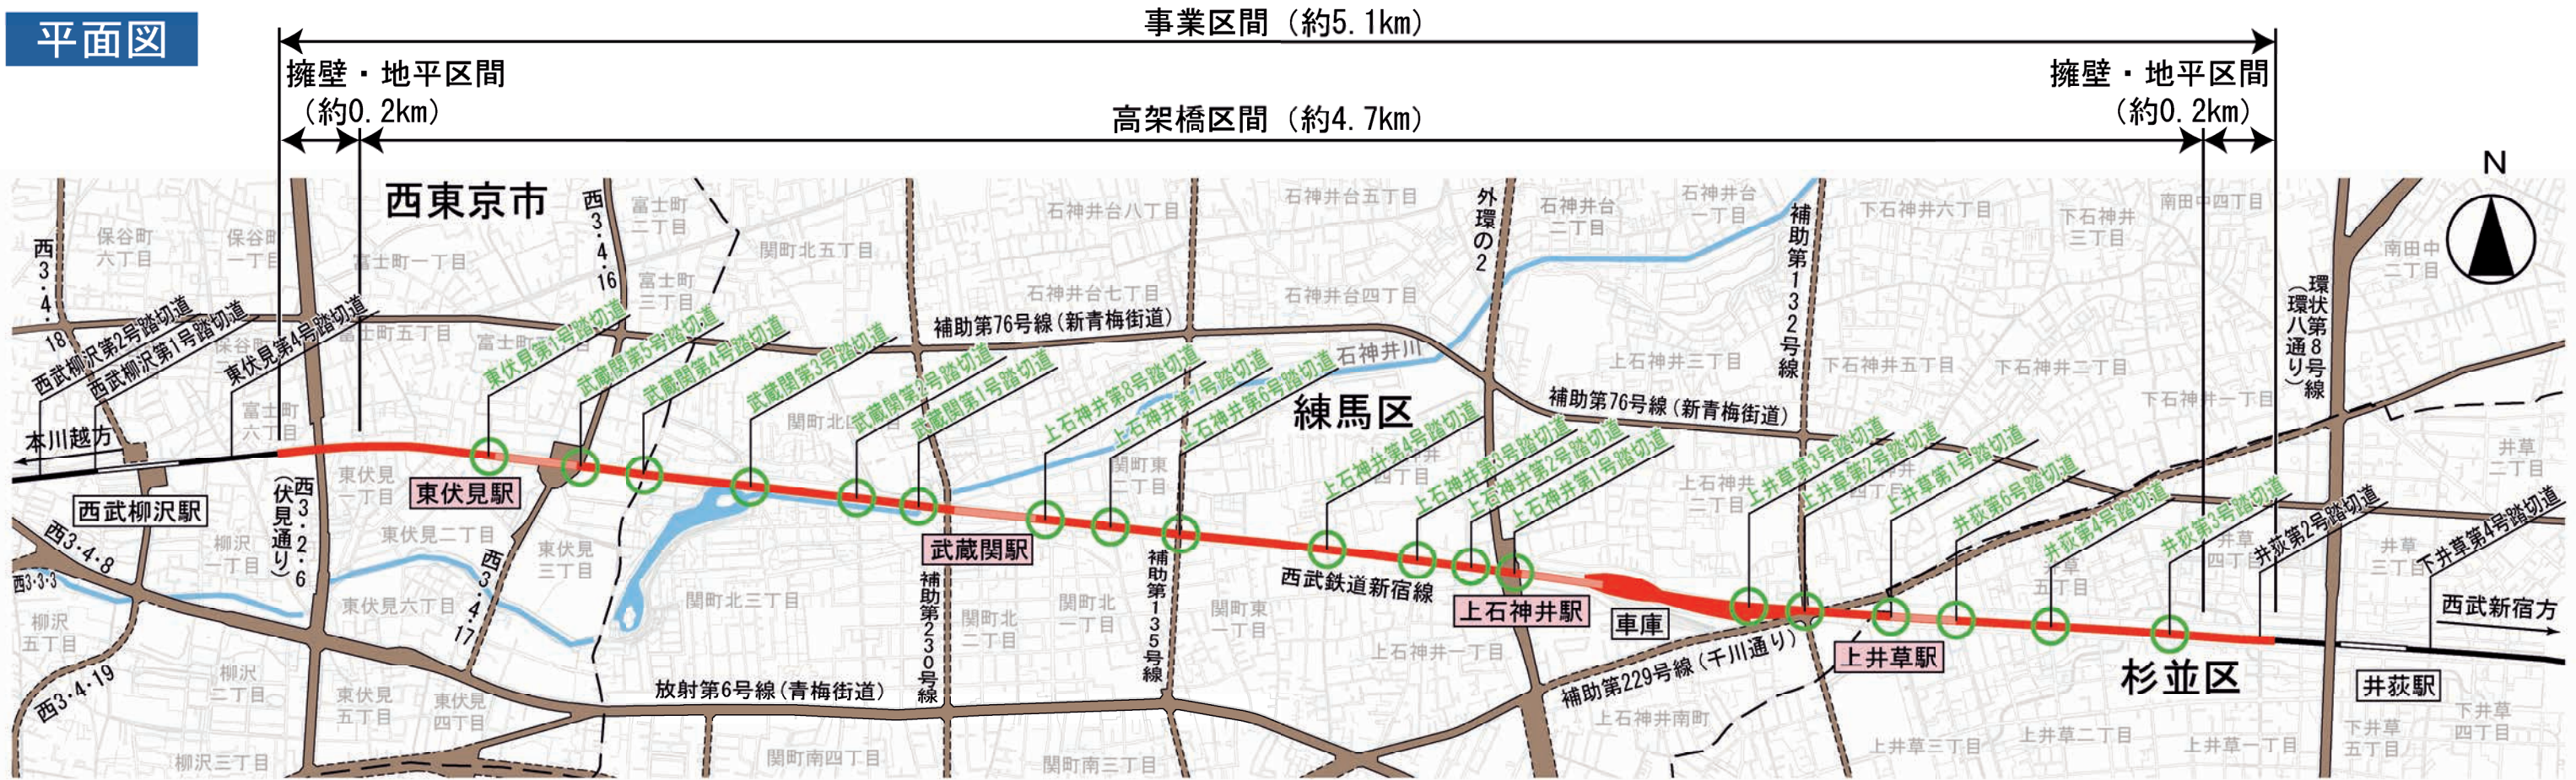 平面図
事業区間（約5.1km）
擁壁・地平区間
（約0.2km）
高架橋区間（約4.7km）
擁壁・地平区間
（約0.2km）
N
西東京市
練馬区
杉並区
西3・4・18
保谷町
六丁目
保谷町
一丁目
富士町一丁目
西3・4・16
富士町
二丁目
富士町
三丁目
関町北五丁目
石神井台八丁目
石神井台七丁目
石神井台五丁目
石神井台四丁目
外環の2
石神井台
二丁目
石神井台
一丁目
補助第132号線
下石神井六丁目
下石神井
三丁目
南田中四丁目
環状第8号線
（環八通り）
南田中
二丁目
西武柳沢第2号踏切道
西武柳沢第1号踏切道
東伏見第4号踏切道
東伏見第1号踏切道
武蔵関第5号踏切道
武蔵関第4号踏切道
武蔵関第3号踏切道
武蔵関第2号踏切道
武蔵関第1号踏切道
上石神井第8号踏切道
上石神井第7号踏切道
上石神井第6号踏切道
上石神井第4号踏切道
上石神井第3号踏切道
上石神井第2号踏切道
上石神井第1号踏切道
上井草第3号踏切道
上井草第2号踏切道
上井草第1号踏切道
井荻第6号踏切道
井荻第4号踏切道
井荻第3号踏切道
井荻第2号踏切道
下井草第4号踏切道
補助第76号線（新青梅街道）
石神井川
補助第76号線（新青梅街道）
上石神井三丁目
下石神井五丁目
下石神井二丁目
下石神井一丁目
富士町五丁目
富士町
六丁目
本川越方
西武柳沢駅
西3・2・6
（伏見通り）
東伏見
一丁目
東伏見駅
東伏見二丁目
東伏見
三丁目
東伏見六丁目
西3・4・17
西3・4・8
西3・3・3
柳沢
一丁目
柳沢
五丁目
西3・4・19
柳沢
二丁目
柳沢三丁目
東伏見
五丁目
東伏見
四丁目
放射第6号線（青梅街道）
関町北三丁目
武蔵関駅
補助第230号線
関町北
二丁目
関町北
一丁目
関町東
二丁目
補助第135号線
関町東
一丁目
関町南四丁目
関町南三丁目
西武鉄道新宿線
上石神井駅
車庫
上石神井
二丁目
上石神井一丁目
上石神井南町
補助第229号線（千川通り）
上井草駅
上井草三丁目
上井草二丁目
上井草一丁目
井草
五丁目
井草
四丁目
井草
三丁目
井草
二丁目
西武新宿方
井荻駅
下井草
五丁目
下井草
四丁目